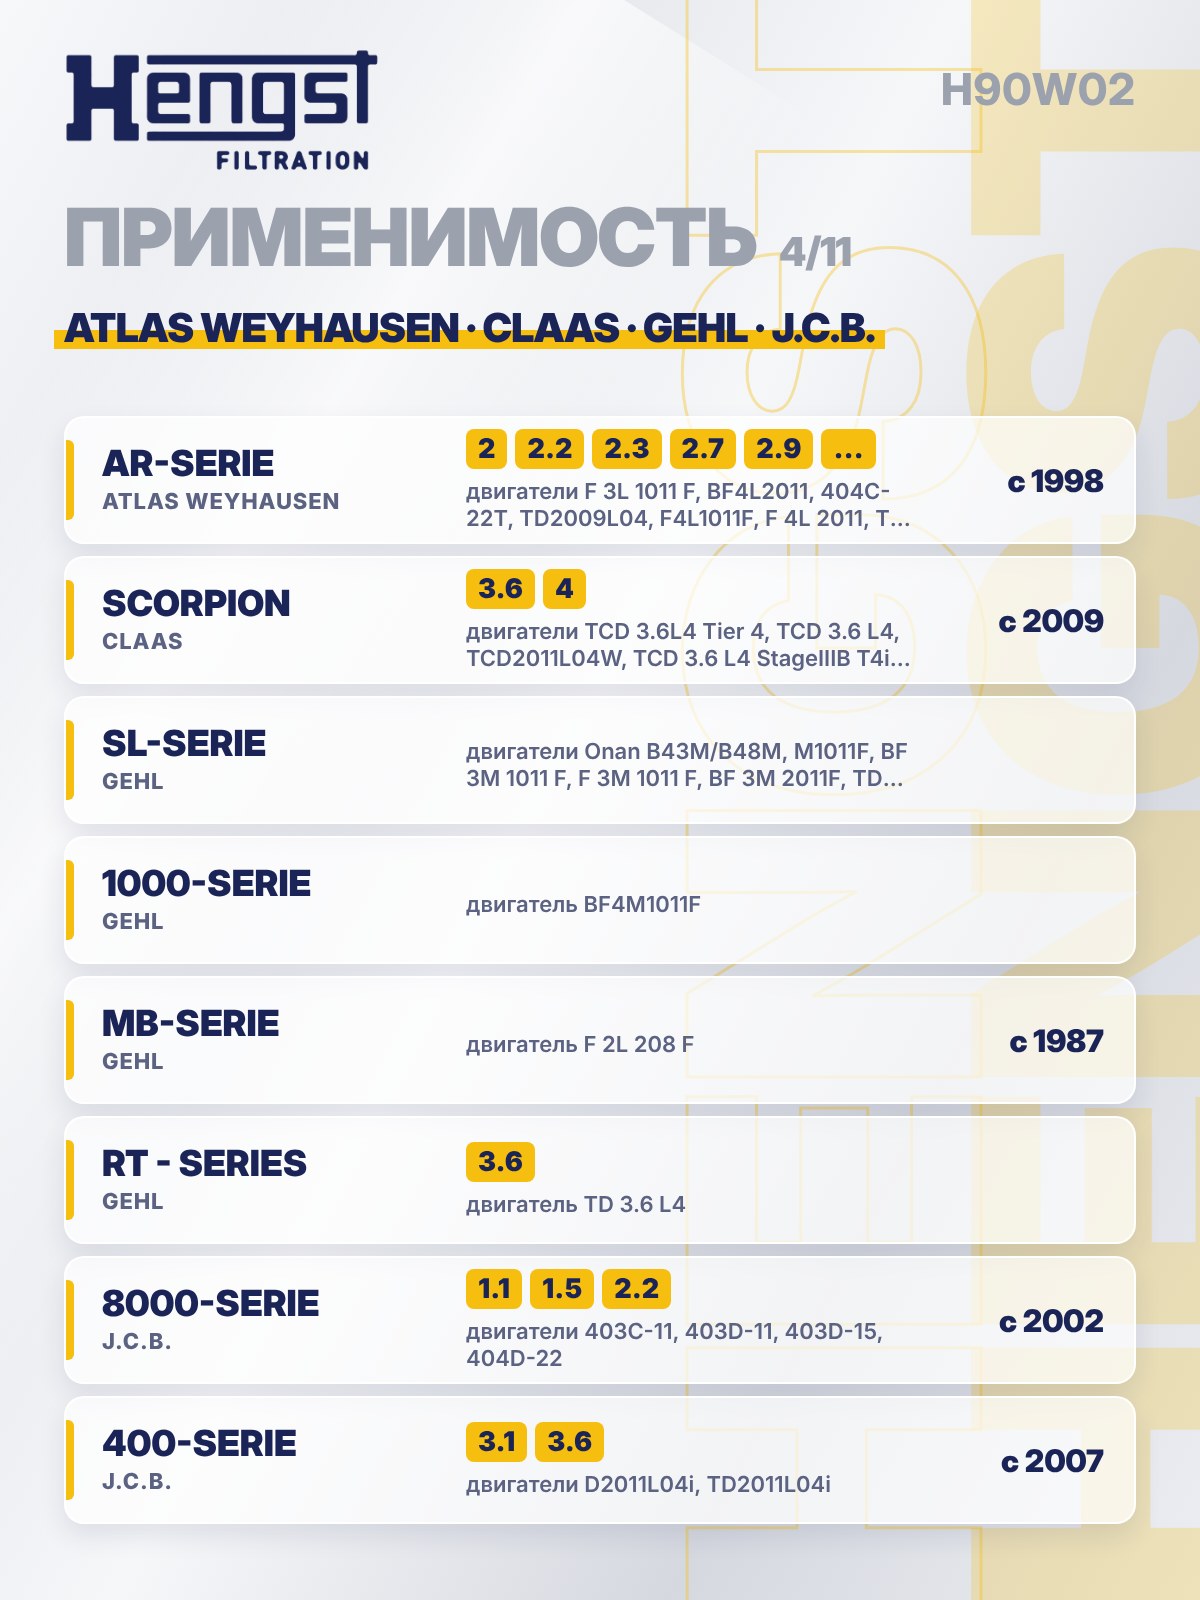 Hengst
FILTRATION
H90W02
ПРИМЕНИМОСТЬ 4/11
ATLAS WEYHAUSEN · CLAAS · GEHL · J.C.B.
AR-SERIE
ATLAS WEYHAUSEN
2 2.2 2.3 2.7 2.9 ...
двигатели F 3L 1011 F, BF4L2011, 404C-
22T, TD2009L04, F4L1011F, F 4L 2011, T...
с 1998
SCORPION
CLAAS
3.6 4
двигатели TCD 3.6L4 Tier 4, TCD 3.6 L4,
TCD2011L04W, TCD 3.6 L4 StageIIIB T4i...
с 2009
SL-SERIE
GEHL
двигатели Onan B43M/B48M, M1011F, BF
3M 1011 F, F 3M 1011 F, BF 3M 2011F, TD...
1000-SERIE
GEHL
двигатель BF4M1011F
MB-SERIE
GEHL
двигатель F 2L 208 F
с 1987
RT - SERIES
GEHL
3.6
двигатель TD 3.6 L4
8000-SERIE
J.C.B.
1.1 1.5 2.2
двигатели 403C-11, 403D-11, 403D-15,
404D-22
с 2002
400-SERIE
J.C.B.
3.1 3.6
двигатели D2011L04i, TD2011L04i
с 2007
HENGST
HENGST